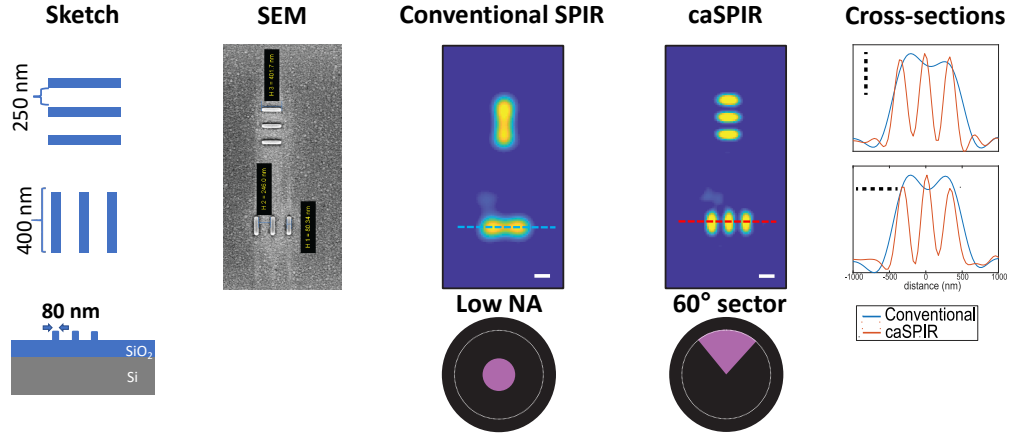 Sketch
SEM
Conventional SPIR
caSPIR
Cross-sections
250 nm
400 nm
H 3 = 401.7 nm
H 2 = 246.0 nm
H 1 = 82.34 nm
-1000
-500
0
500
1000
distance (nm)
80 nm
SiO₂
Si
Low NA
60° sector
Conventional
caSPIR